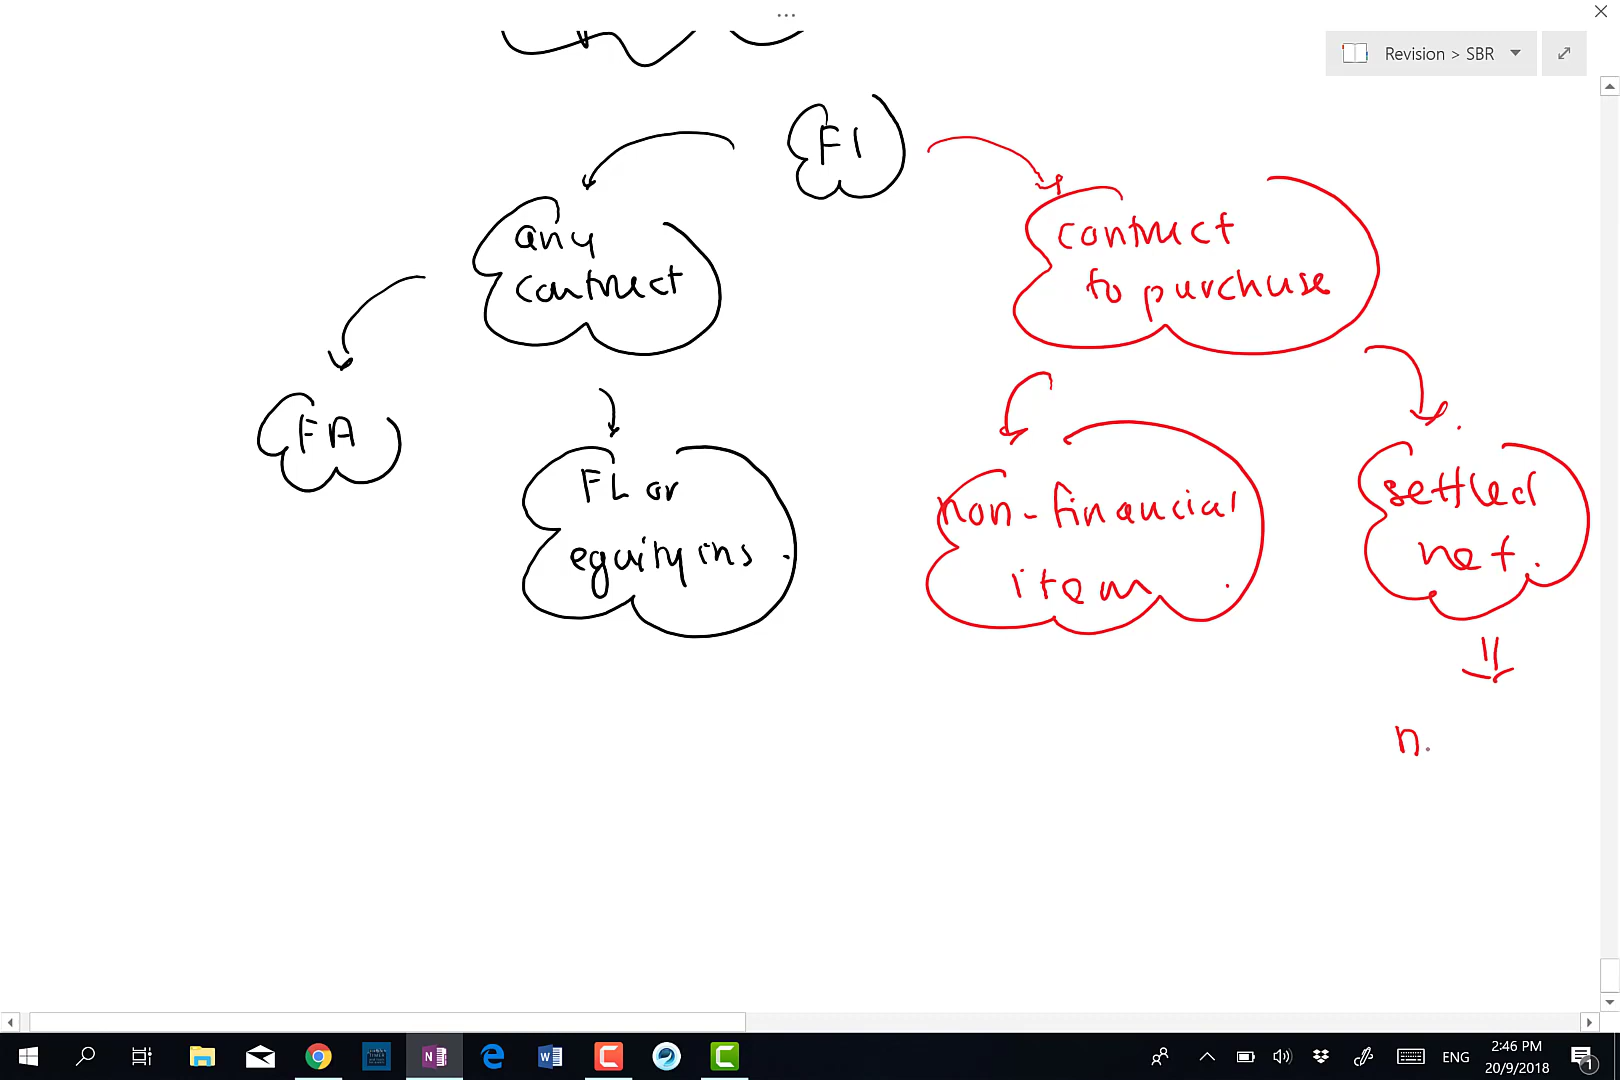 ...
Revision > SBR
FI
any
contract
contract
to purchase
FA
FL or
equity ins
non-financial
item
settled
net.
n.
ENG
2:46 PM
20/9/2018
1